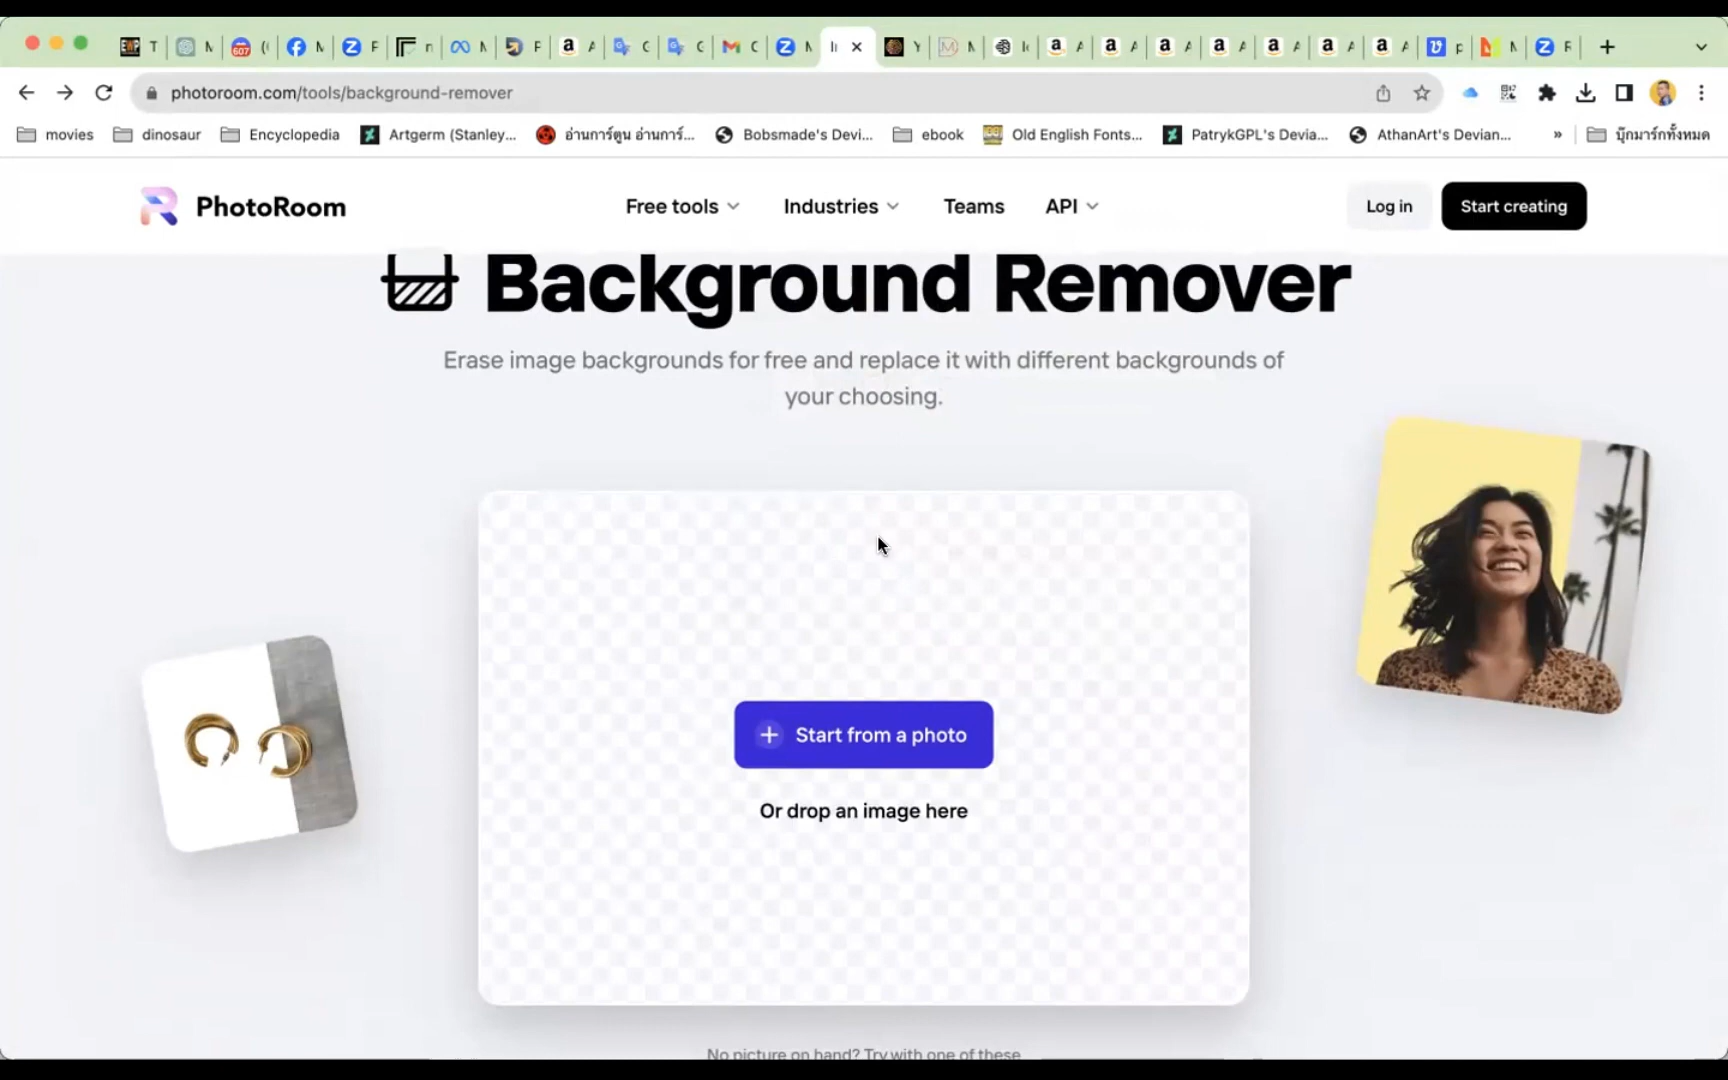 photoroom.com/tools/background-remover
movies
dinosaur
Encyclopedia
Artgerm (Stanley...
อ่านการ์ตูน อ่านการ์...
Bobsmade's Devi...
ebook
Old English Fonts...
PatrykGPL's Devia...
AthanArt's Devian...
»
บุ๊กมาร์กทั้งหมด
PhotoRoom
Free tools
Industries
Teams
API
Log in
Start creating
Background Remover
Erase image backgrounds for free and replace it with different backgrounds of
your choosing.
+ Start from a photo
Or drop an image here
No picture on hand? Try with one of these